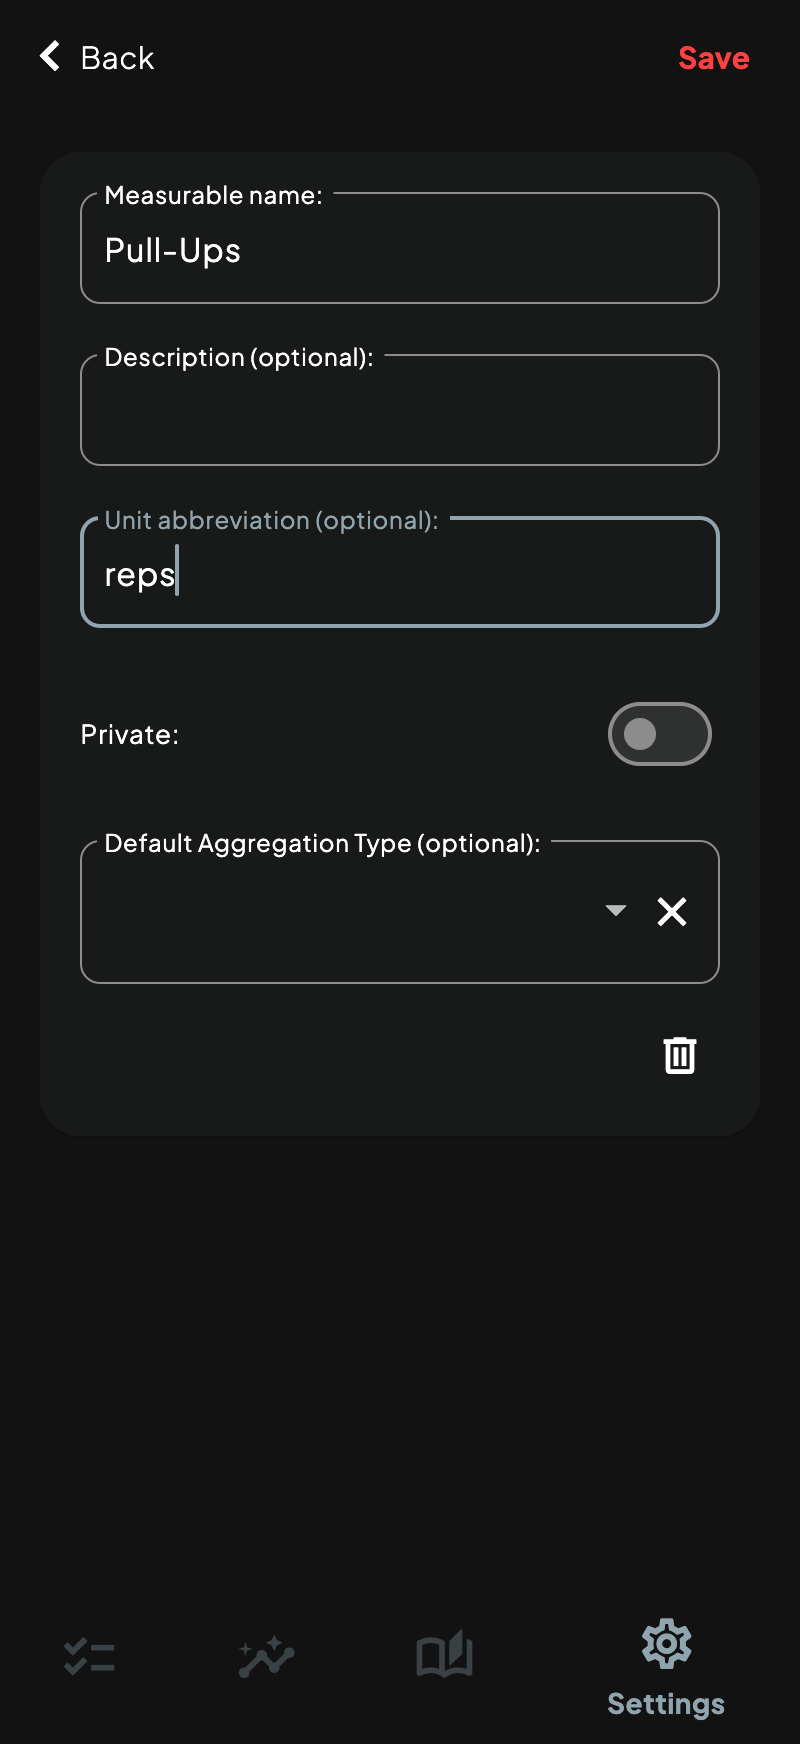 Back
Save
Measurable name:
Pull-Ups
Description (optional):
Unit abbreviation (optional):
reps
Private:
Default Aggregation Type (optional):
Settings